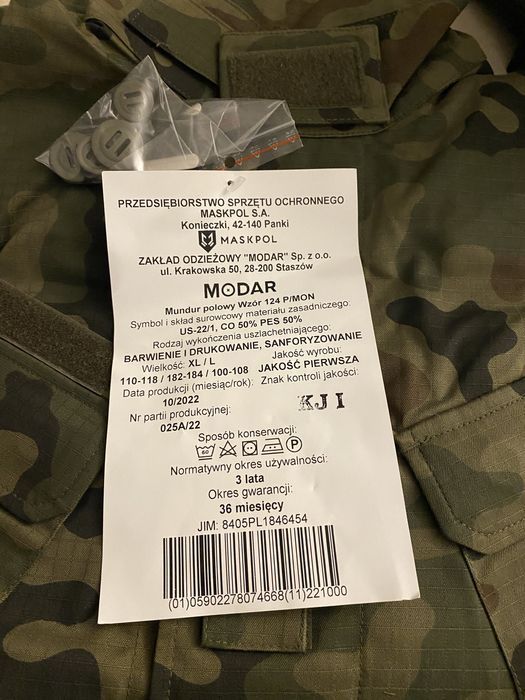 PRZEDSIĘBIORSTWO SPRZĘTU OCHRONNEGO
MASKPOL S.A.
Konieczki, 42-140 Panki
MASKPOL
ZAKŁAD ODZIEŻOWY "MODAR" Sp. z o.o.
ul. Krakowska 50, 28-200 Staszów
MODAR
Mundur polowy Wzór 124 P/MON
Symbol i skład surowcowy materiału zasadniczego:
US-22/1, CO 50% PES 50%
Rodzaj wykończenia uszlachetniającego:
BARWIENIE I DRUKOWANIE, SANFORYZOWANIE
Wielkość: XL / L Jakość wyrobu:
110-118 / 182-184 / 100-108 JAKOŚĆ PIERWSZA
Data produkcji (miesiąc/rok): Znak kontroli jakości:
10/2022 KJ I
Nr partii produkcyjnej:
025A/22
Sposób konserwacji:
60 P
Normatywny okres używalności:
3 lata
Okres gwarancji:
36 miesięcy
JIM: 8405PL1846454
(01)05902278074668(11)221000